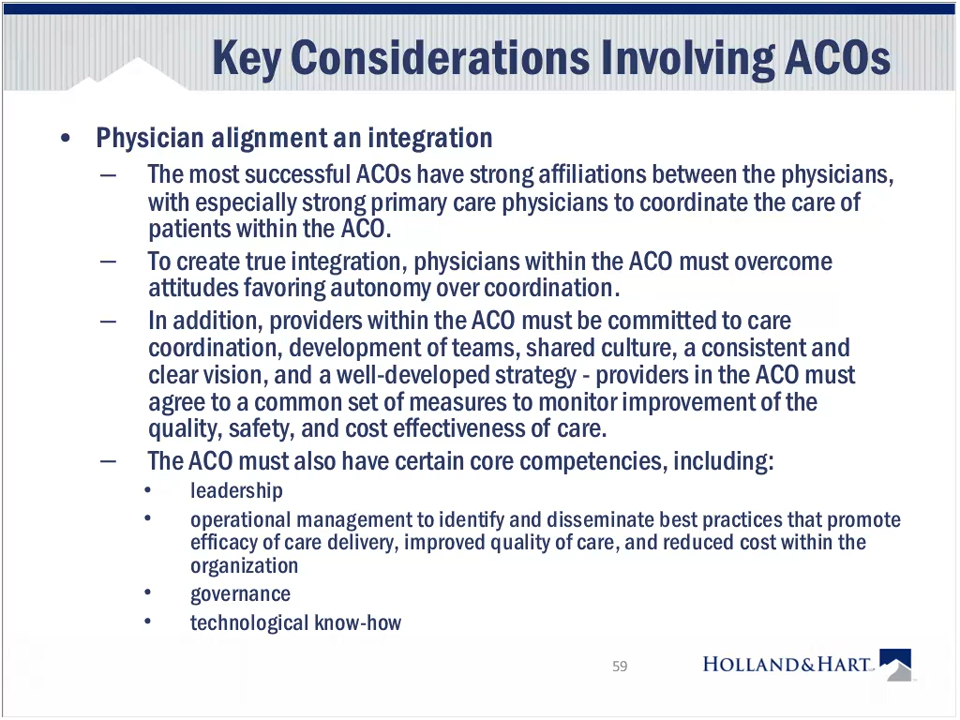 Key Considerations Involving ACOs
• Physician alignment an integration
– The most successful ACOs have strong affiliations between the physicians,
with especially strong primary care physicians to coordinate the care of
patients within the ACO.
– To create true integration, physicians within the ACO must overcome
attitudes favoring autonomy over coordination.
– In addition, providers within the ACO must be committed to care
coordination, development of teams, shared culture, a consistent and
clear vision, and a well-developed strategy - providers in the ACO must
agree to a common set of measures to monitor improvement of the
quality, safety, and cost effectiveness of care.
– The ACO must also have certain core competencies, including:
• leadership
• operational management to identify and disseminate best practices that promote
efficacy of care delivery, improved quality of care, and reduced cost within the
organization
• governance
• technological know-how
59
HOLLAND & HART